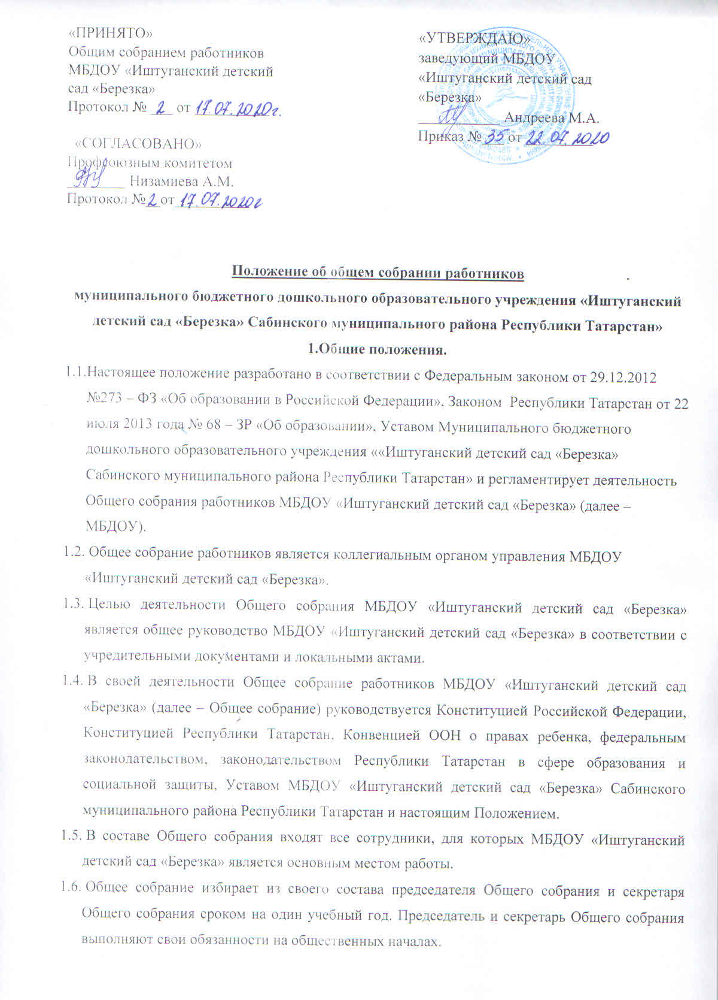 «ПРИНЯТО»
Общим собранием работников
МБДОУ «Иштуганский детский
сад «Березка»
Протокол № 2 от 17.07.2020г.
«СОГЛАСОВАНО»
Профсоюзным комитетом
________ Низамиева А.М.
Протокол № 2 от 17.07.2020г
«УТВЕРЖДАЮ»
заведующий МБДОУ
«Иштуганский детский сад
«Березка»
___________ Андреева М.А.
Приказ № 35 от 22.07.2020
Положение об общем собрании работников
муниципального бюджетного дошкольного образовательного учреждения «Иштуганский
детский сад «Березка» Сабинского муниципального района Республики Татарстан»
1.Общие положения.
1.1.Настоящее положение разработано в соответствии с Федеральным законом от 29.12.2012
№273 – ФЗ «Об образовании в Российской Федерации», Законом Республики Татарстан от 22
июля 2013 года № 68 – ЗР «Об образовании», Уставом Муниципального бюджетного
дошкольного образовательного учреждения ««Иштуганский детский сад «Березка»
Сабинского муниципального района Республики Татарстан» и регламентирует деятельность
Общего собрания работников МБДОУ «Иштуганский детский сад «Березка» (далее –
МБДОУ).
1.2. Общее собрание работников является коллегиальным органом управления МБДОУ
«Иштуганский детский сад «Березка».
1.3. Целью деятельности Общего собрания МБДОУ «Иштуганский детский сад «Березка»
является общее руководство МБДОУ «Иштуганский детский сад «Березка» в соответствии с
учредительными документами и локальными актами.
1.4. В своей деятельности Общее собрание работников МБДОУ «Иштуганский детский сад
«Березка» (далее – Общее собрание) руководствуется Конституцией Российской Федерации,
Конституцией Республики Татарстан, Конвенцией ООН о правах ребенка, федеральным
законодательством, законодательством Республики Татарстан в сфере образования и
социальной защиты, Уставом МБДОУ «Иштуганский детский сад «Березка» Сабинского
муниципального района Республики Татарстан и настоящим Положением.
1.5. В составе Общего собрания входят все сотрудники, для которых МБДОУ «Иштуганский
детский сад «Березка» является основным местом работы.
1.6. Общее собрание избирает из своего состава председателя Общего собрания и секретаря
Общего собрания сроком на один учебный год. Председатель и секретарь Общего собрания
выполняют свои обязанности на общественных началах.